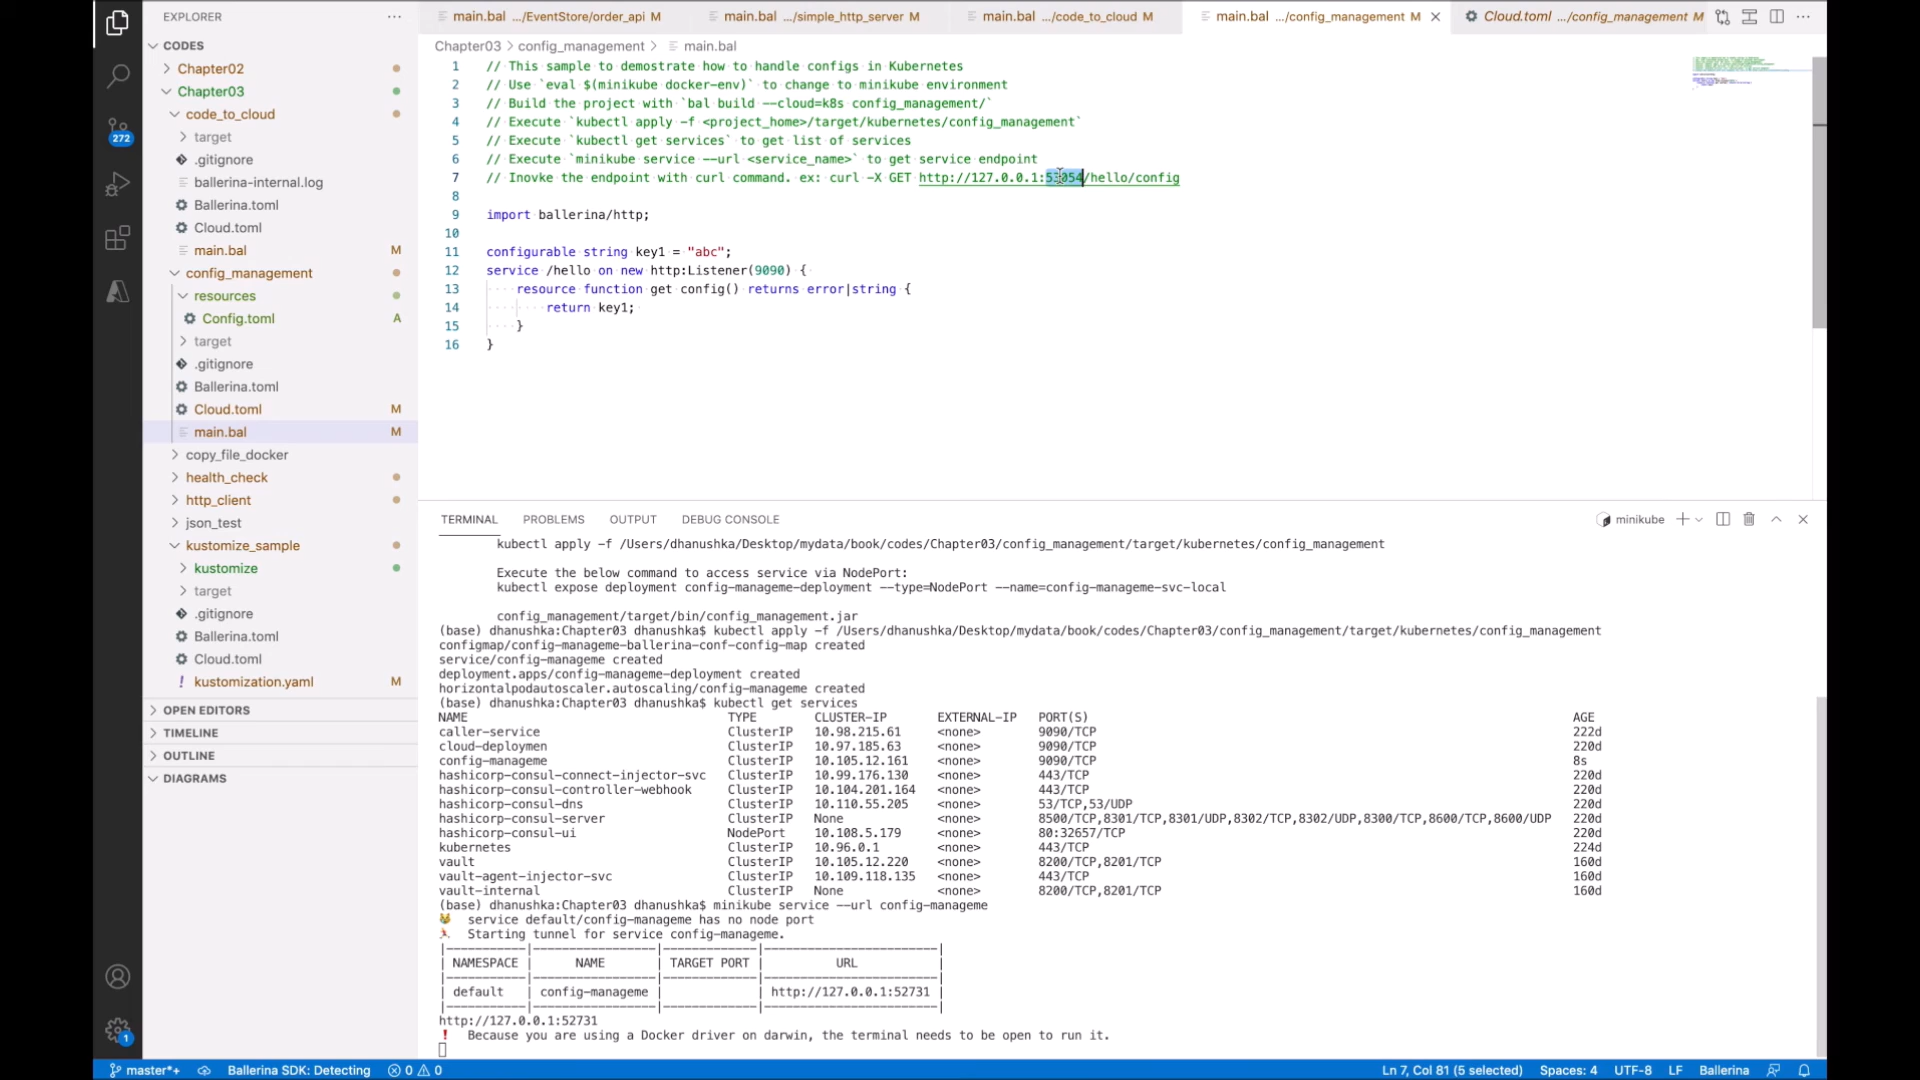 EXPLORER
main.bal .../EventStore/order_api M
main.bal .../simple_http_server M
main.bal .../code_to_cloud M
main.bal .../config_management M
Cloud.toml .../config_management M
CODES
Chapter02
Chapter03
code_to_cloud
target
.gitignore
ballerina-internal.log
Ballerina.toml
Cloud.toml
main.bal M
config_management
resources
Config.toml A
target
.gitignore
Ballerina.toml
Cloud.toml M
main.bal M
copy_file_docker
health_check
http_client
json_test
kustomize_sample
kustomize
target
.gitignore
Ballerina.toml
Cloud.toml
kustomization.yaml M
OPEN EDITORS
TIMELINE
OUTLINE
DIAGRAMS
272
1
Chapter03 > config_management > main.bal
1 // This sample to demostrate how to handle configs in Kubernetes
2 // Use `eval $(minikube docker-env)` to change to minikube environment
3 // Build the project with `bal build --cloud=k8s config_management/`
4 // Execute `kubectl apply -f <project_home>/target/kubernetes/config_management`
5 // Execute `kubectl get services` to get list of services
6 // Execute `minikube service --url <service_name>` to get service endpoint
7 // Inovke the endpoint with curl command. ex: curl -X GET http://127.0.0.1:53054/hello/config
8
9 import ballerina/http;
10
11 configurable string key1 = "abc";
12 service /hello on new http:Listener(9090) {
13 resource function get config() returns error|string {
14 return key1;
15 }
16 }
TERMINAL PROBLEMS OUTPUT DEBUG CONSOLE
minikube
kubectl apply -f /Users/dhanushka/Desktop/mydata/book/codes/Chapter03/config_management/target/kubernetes/config_management
Execute the below command to access service via NodePort:
kubectl expose deployment config-manageme-deployment --type=NodePort --name=config-manageme-svc-local
config_management/target/bin/config_management.jar
(base) dhanushka:Chapter03 dhanushka$ kubectl apply -f /Users/dhanushka/Desktop/mydata/book/codes/Chapter03/config_management/target/kubernetes/config_management
configmap/config-manageme-ballerina-conf-config-map created
service/config-manageme created
deployment.apps/config-manageme-deployment created
horizontalpodautoscaler.autoscaling/config-manageme created
(base) dhanushka:Chapter03 dhanushka$ kubectl get services
NAME TYPE CLUSTER-IP EXTERNAL-IP PORT(S) AGE
caller-service ClusterIP 10.98.215.61 <none> 9090/TCP 222d
cloud-deploymen ClusterIP 10.97.185.63 <none> 9090/TCP 220d
config-manageme ClusterIP 10.105.12.161 <none> 9090/TCP 8s
hashicorp-consul-connect-injector-svc ClusterIP 10.99.176.130 <none> 443/TCP 220d
hashicorp-consul-controller-webhook ClusterIP 10.104.201.164 <none> 443/TCP 220d
hashicorp-consul-dns ClusterIP 10.110.55.205 <none> 53/TCP,53/UDP 220d
hashicorp-consul-server ClusterIP None <none> 8500/TCP,8301/TCP,8301/UDP,8302/TCP,8302/UDP,8300/TCP,8600/TCP,8600/UDP 220d
hashicorp-consul-ui NodePort 10.108.5.179 <none> 80:32657/TCP 220d
kubernetes ClusterIP 10.96.0.1 <none> 443/TCP 224d
vault ClusterIP 10.105.12.220 <none> 8200/TCP,8201/TCP 160d
vault-agent-injector-svc ClusterIP 10.109.118.135 <none> 443/TCP 160d
vault-internal ClusterIP None <none> 8200/TCP,8201/TCP 160d
(base) dhanushka:Chapter03 dhanushka$ minikube service --url config-manageme
😿 service default/config-manageme has no node port
🏃 Starting tunnel for service config-manageme.
|-----------|-----------------|-------------|------------------------|
| NAMESPACE | NAME | TARGET PORT | URL |
|-----------|-----------------|-------------|------------------------|
| default | config-manageme | | http://127.0.0.1:52731 |
|-----------|-----------------|-------------|------------------------|
http://127.0.0.1:52731
❗ Because you are using a Docker driver on darwin, the terminal needs to be open to run it.
master*+ Ballerina SDK: Detecting 0 0 Ln 7, Col 81 (5 selected) Spaces: 4 UTF-8 LF Ballerina